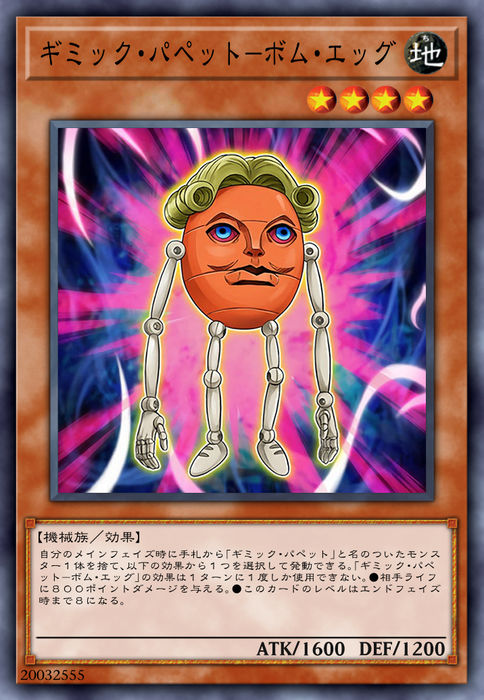 ギミック・パペットーボム・エッグ
地
ち
【機械族／効果】
自分のメインフェイズ時に手札から「ギミック・パペット」と名のついたモンス
ター１体を捨て、以下の効果から１つを選択して発動できる。「ギミック・パペ
ットーボム・エッグ」の効果は１ターンに１度しか使用できない。●相手ライフ
に８００ポイントダメージを与える。●このカードのレベルはエンドフェイズ
時まで８になる。
ATK/1600 DEF/1200
20032555